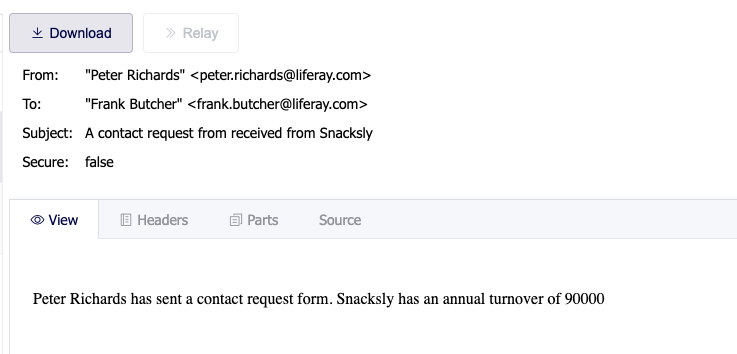 Download
Relay
From: "Peter Richards" <peter.richards@liferay.com>
To: "Frank Butcher" <frank.butcher@liferay.com>
Subject: A contact request from received from Snacksly
Secure: false
View Headers Parts Source
Peter Richards has sent a contact request form. Snacksly has an annual turnover of 90000